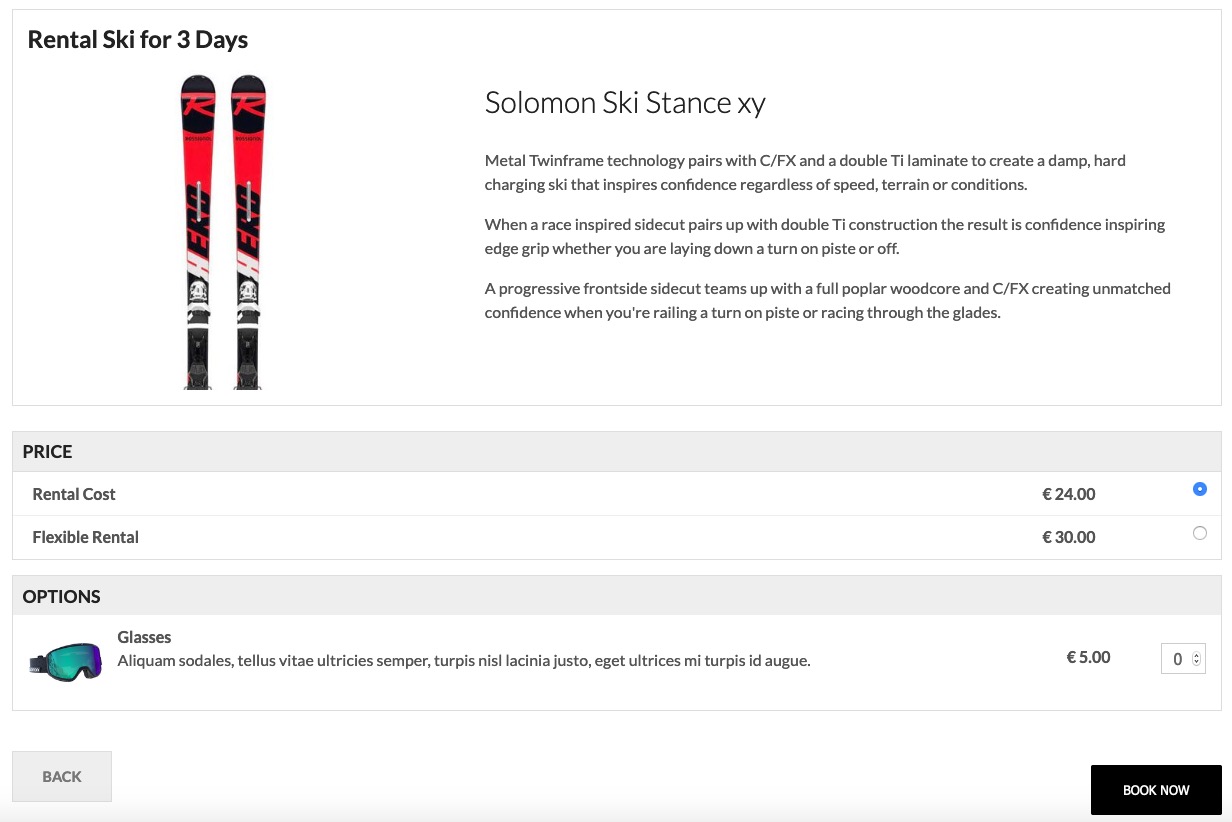 Rental Ski for 3 Days
R R
ROSSIGNOL ROSSIGNOL
HERO HERO
Solomon Ski Stance xy
Metal Twinframe technology pairs with C/FX and a double Ti laminate to create a damp, hard
charging ski that inspires confidence regardless of speed, terrain or conditions.
When a race inspired sidecut pairs up with double Ti construction the result is confidence inspiring
edge grip whether you are laying down a turn on piste or off.
A progressive frontside sidecut teams up with a full poplar woodcore and C/FX creating unmatched
confidence when you're railing a turn on piste or racing through the glades.
PRICE
Rental Cost € 24.00
Flexible Rental € 30.00
OPTIONS
Glasses
Aliquam sodales, tellus vitae ultricies semper, turpis nisl lacinia justo, eget ultrices mi turpis id augue.
€ 5.00 0
BACK
BOOK NOW